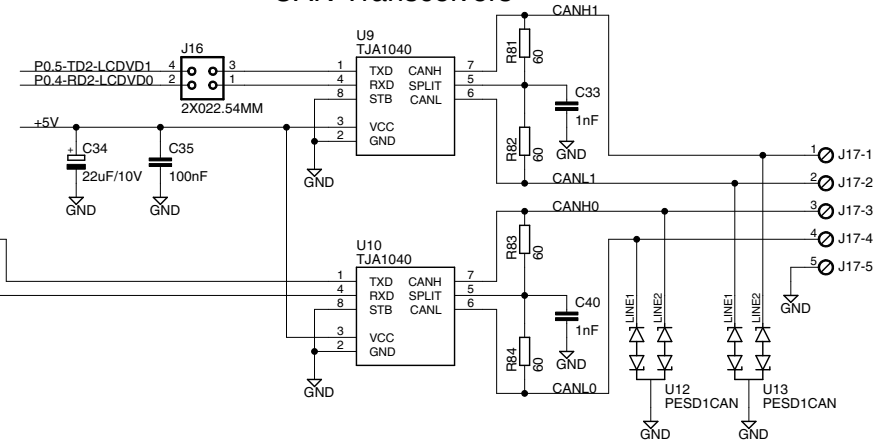 CANH1
U9
TJA1040
J16
P0.5-TD2-LCDVD1 4 3 1 TXD CANH 7 R81 60
P0.4-RD2-LCDVD0 2 1 4 RXD SPLIT 5
8 STB CANL 6 C33
2X022.54MM 1nF
+5V 3 VCC
2 GND R82 60 GND
+ C34 C35
22uF/10V 100nF
1 J17-1
GND GND GND CANL1 2 J17-2
CANH0 3 J17-3
U10 R83 60 4 J17-4
TJA1040
1 TXD CANH 7 5 J17-5
4 RXD SPLIT 5
8 STB CANL 6 C40 LINE1 LINE2 LINE1 LINE2 GND
1nF
3 VCC
2 GND R84 60 GND
GND CANL0 U12 U13
PESD1CAN PESD1CAN
GND GND